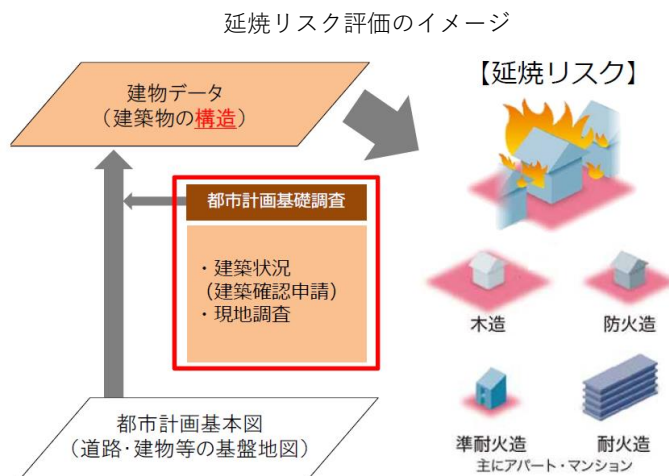 延焼リスク評価のイメージ
建物データ
（建築物の構造）
【延焼リスク】
都市計画基礎調査
・建築状況
（建築確認申請）
・現地調査
木造
防火造
準耐火造
耐火造
主にアパート・マンション
都市計画基本図
（道路・建物等の基盤地図）